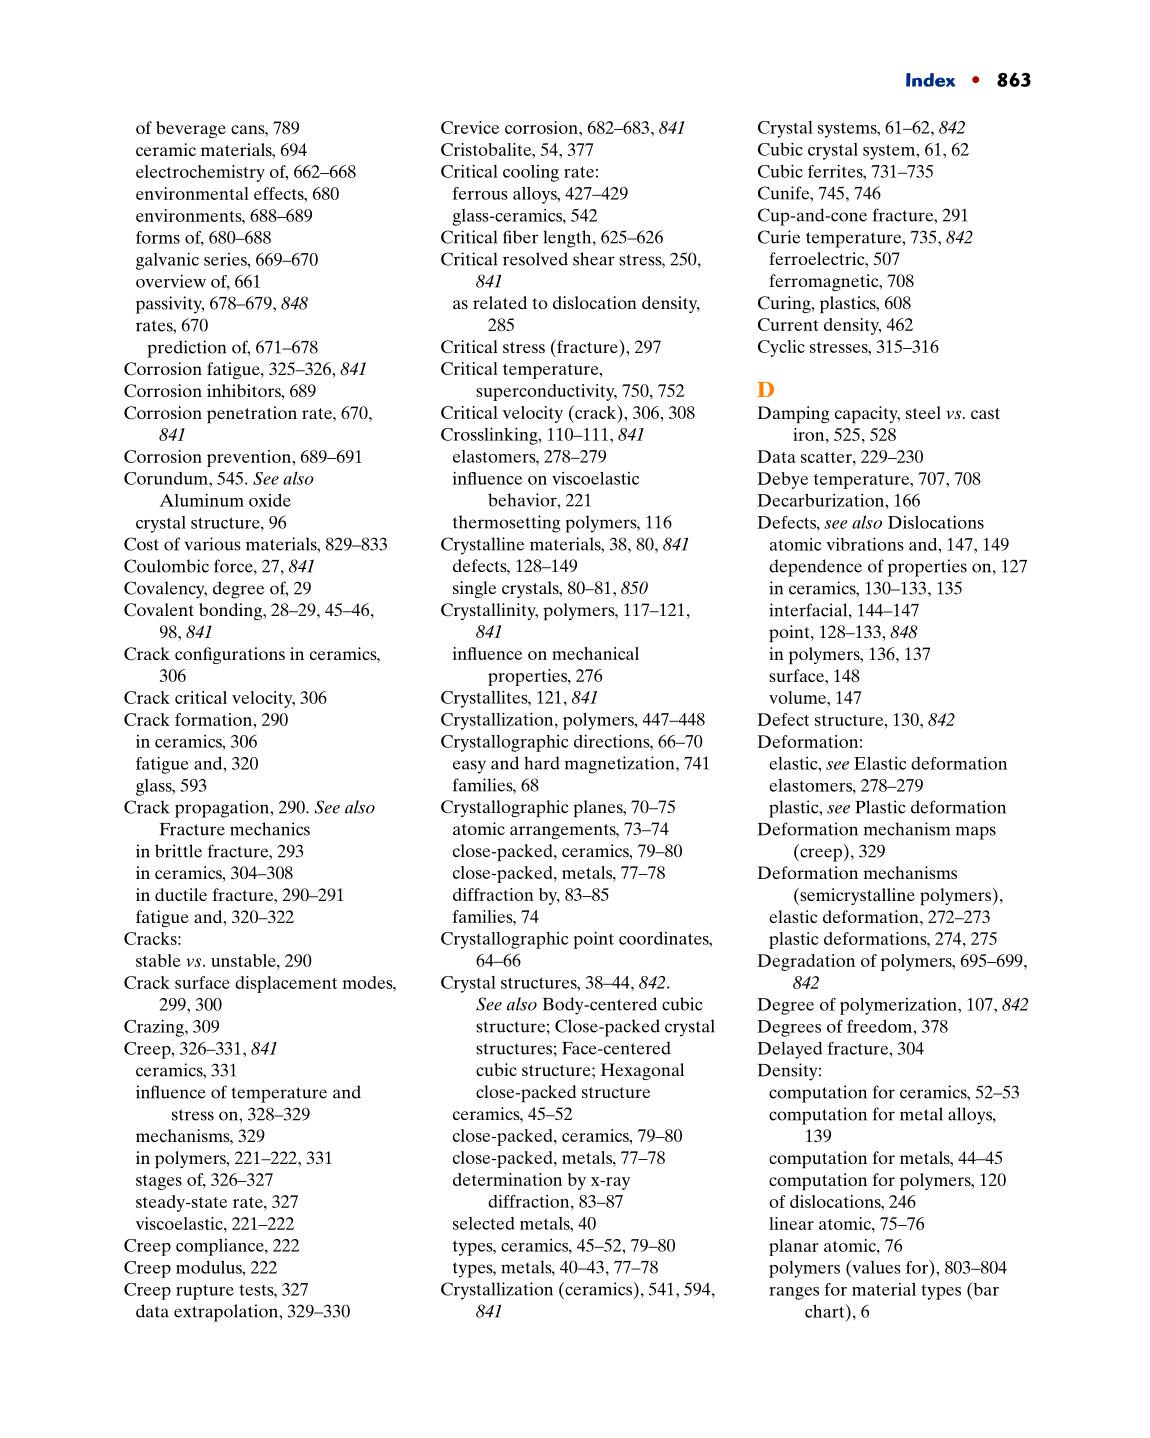 Index • 863
of beverage cans, 789
ceramic materials, 694
electrochemistry of, 662–668
environmental effects, 680
environments, 688–689
forms of, 680–688
galvanic series, 669–670
overview of, 661
passivity, 678–679, 848
rates, 670
prediction of, 671–678
Corrosion fatigue, 325–326, 841
Corrosion inhibitors, 689
Corrosion penetration rate, 670,
841
Corrosion prevention, 689–691
Corundum, 545. See also
Aluminum oxide
crystal structure, 96
Cost of various materials, 829–833
Coulombic force, 27, 841
Covalency, degree of, 29
Covalent bonding, 28–29, 45–46,
98, 841
Crack configurations in ceramics,
306
Crack critical velocity, 306
Crack formation, 290
in ceramics, 306
fatigue and, 320
glass, 593
Crack propagation, 290. See also
Fracture mechanics
in brittle fracture, 293
in ceramics, 304–308
in ductile fracture, 290–291
fatigue and, 320–322
Cracks:
stable vs. unstable, 290
Crack surface displacement modes,
299, 300
Crazing, 309
Creep, 326–331, 841
ceramics, 331
influence of temperature and
stress on, 328–329
mechanisms, 329
in polymers, 221–222, 331
stages of, 326–327
steady-state rate, 327
viscoelastic, 221–222
Creep compliance, 222
Creep modulus, 222
Creep rupture tests, 327
data extrapolation, 329–330
Crevice corrosion, 682–683, 841
Cristobalite, 54, 377
Critical cooling rate:
ferrous alloys, 427–429
glass-ceramics, 542
Critical fiber length, 625–626
Critical resolved shear stress, 250,
841
as related to dislocation density,
285
Critical stress (fracture), 297
Critical temperature,
superconductivity, 750, 752
Critical velocity (crack), 306, 308
Crosslinking, 110–111, 841
elastomers, 278–279
influence on viscoelastic
behavior, 221
thermosetting polymers, 116
Crystalline materials, 38, 80, 841
defects, 128–149
single crystals, 80–81, 850
Crystallinity, polymers, 117–121,
841
influence on mechanical
properties, 276
Crystallites, 121, 841
Crystallization, polymers, 447–448
Crystallographic directions, 66–70
easy and hard magnetization, 741
families, 68
Crystallographic planes, 70–75
atomic arrangements, 73–74
close-packed, ceramics, 79–80
close-packed, metals, 77–78
diffraction by, 83–85
families, 74
Crystallographic point coordinates,
64–66
Crystal structures, 38–44, 842.
See also Body-centered cubic
structure; Close-packed crystal
structures; Face-centered
cubic structure; Hexagonal
close-packed structure
ceramics, 45–52
close-packed, ceramics, 79–80
close-packed, metals, 77–78
determination by x-ray
diffraction, 83–87
selected metals, 40
types, ceramics, 45–52, 79–80
types, metals, 40–43, 77–78
Crystallization (ceramics), 541, 594,
841
Crystal systems, 61–62, 842
Cubic crystal system, 61, 62
Cubic ferrites, 731–735
Cunife, 745, 746
Cup-and-cone fracture, 291
Curie temperature, 735, 842
ferroelectric, 507
ferromagnetic, 708
Curing, plastics, 608
Current density, 462
Cyclic stresses, 315–316
D
Damping capacity, steel vs. cast
iron, 525, 528
Data scatter, 229–230
Debye temperature, 707, 708
Decarburization, 166
Defects, see also Dislocations
atomic vibrations and, 147, 149
dependence of properties on, 127
in ceramics, 130–133, 135
interfacial, 144–147
point, 128–133, 848
in polymers, 136, 137
surface, 148
volume, 147
Defect structure, 130, 842
Deformation:
elastic, see Elastic deformation
elastomers, 278–279
plastic, see Plastic deformation
Deformation mechanism maps
(creep), 329
Deformation mechanisms
(semicrystalline polymers),
elastic deformation, 272–273
plastic deformations, 274, 275
Degradation of polymers, 695–699,
842
Degree of polymerization, 107, 842
Degrees of freedom, 378
Delayed fracture, 304
Density:
computation for ceramics, 52–53
computation for metal alloys,
139
computation for metals, 44–45
computation for polymers, 120
of dislocations, 246
linear atomic, 75–76
planar atomic, 76
polymers (values for), 803–804
ranges for material types (bar
chart), 6